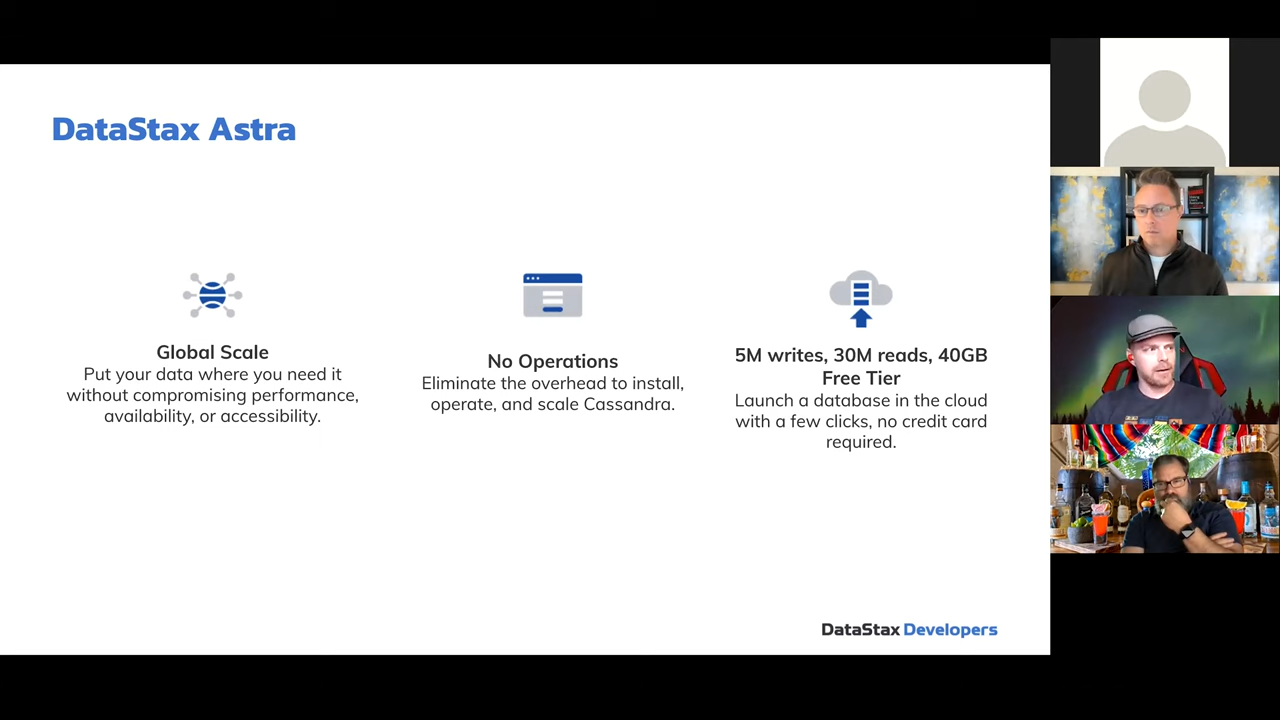 DataStax Astra
Global Scale
Put your data where you need it
without compromising performance,
availability, or accessibility.
No Operations
Eliminate the overhead to install,
operate, and scale Cassandra.
5M writes, 30M reads, 40GB
Free Tier
Launch a database in the cloud
with a few clicks, no credit card
required.
DataStax Developers